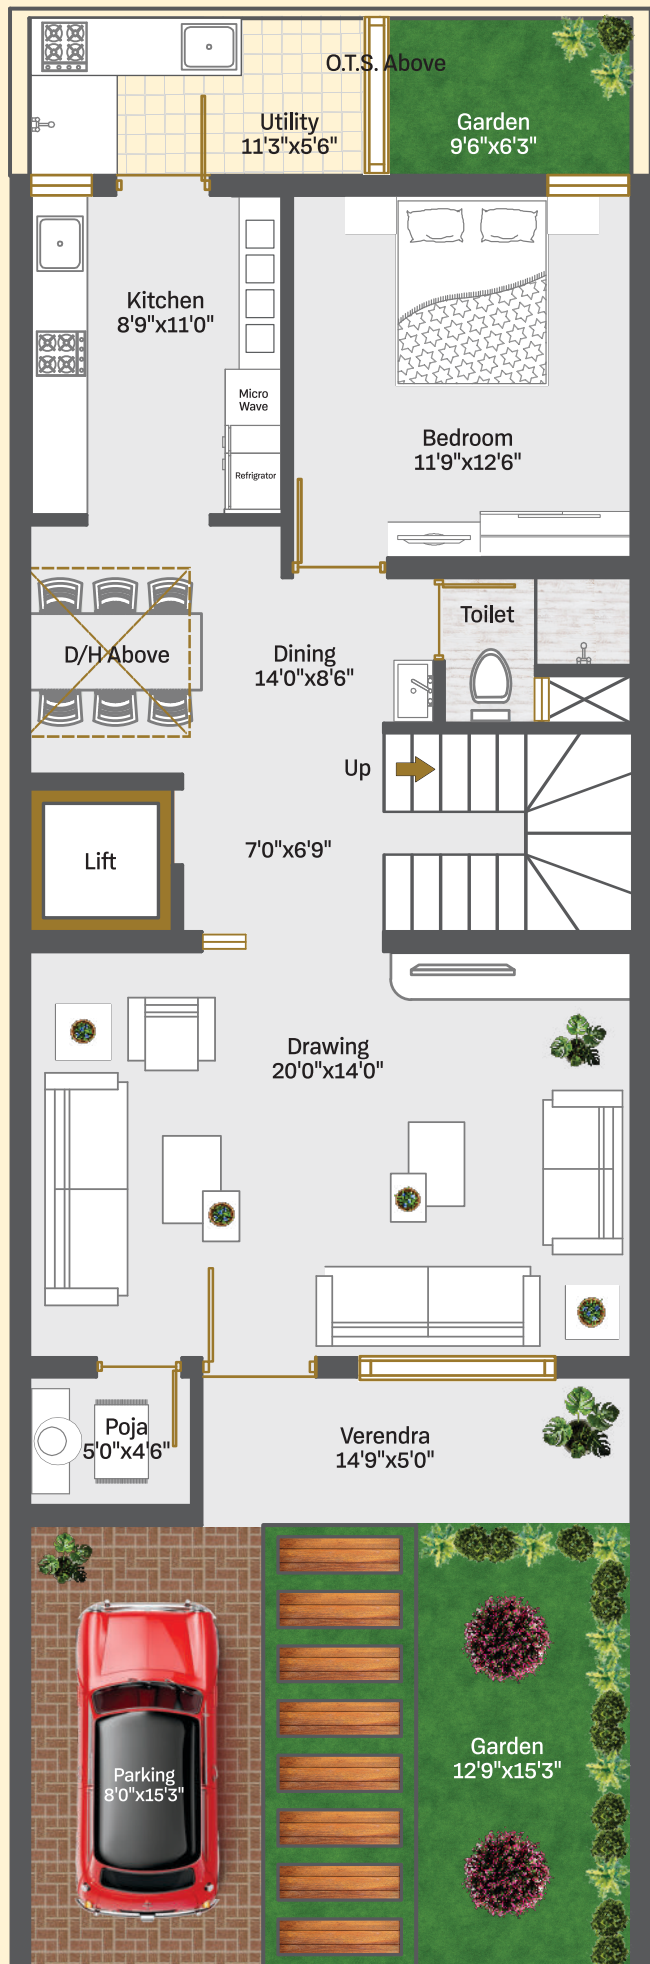 O.T.S. Above
Utility
11'3"x5'6"
Garden
9'6"x6'3"
Kitchen
8'9"x11'0"
Micro
Wave
Refrigrator
Bedroom
11'9"x12'6"
Toilet
D/H Above
Dining
14'0"x8'6"
Up
Lift
7'0"x6'9"
Drawing
20'0"x14'0"
Poja
5'0"x4'6"
Verendra
14'9"x5'0"
Parking
8'0"x15'3"
Garden
12'9"x15'3"